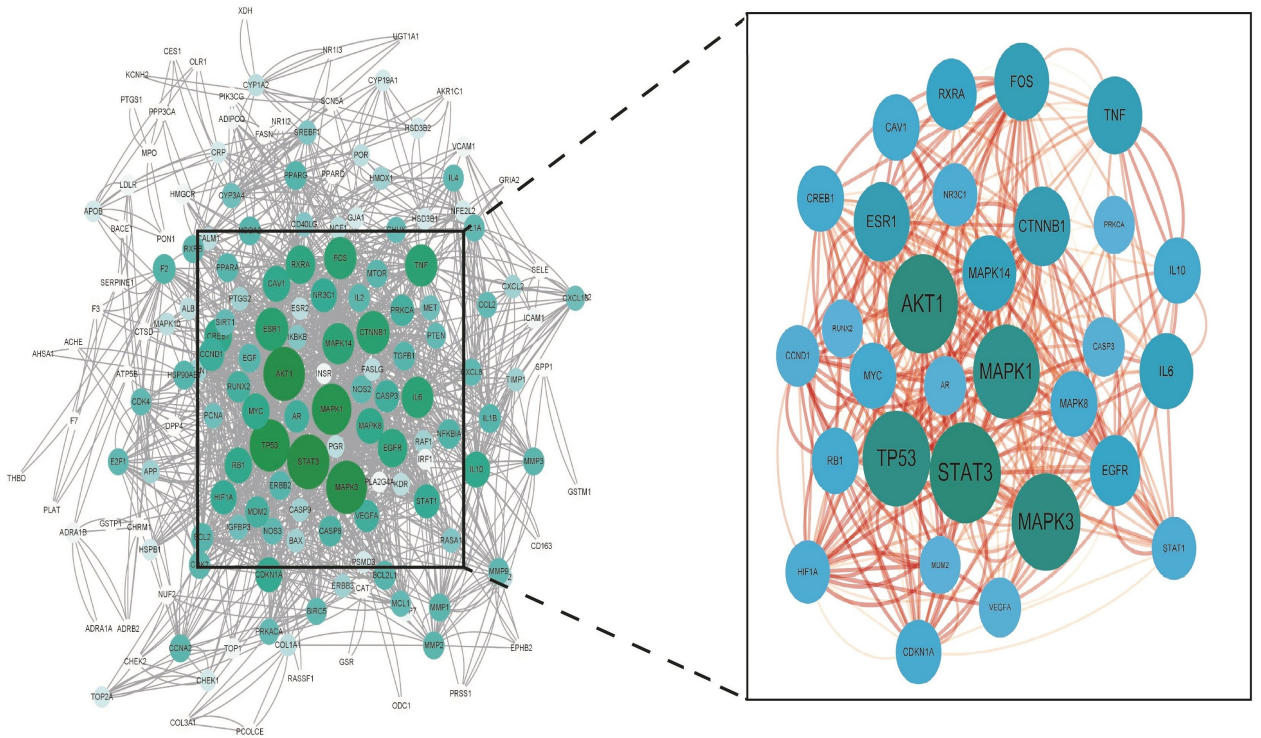 XDH
UGT1A1
CES1
NR1I3
OLR1
KCNH2
CYP1A2
CYP19A1
PTGS1
PIK3CG
SCN5A
AKR1C1
PPP3CA
ADIPOQ
NR1I2
FASN
SREBF1
HSD3B2
MPO
CRP
POR
VCAM1
LDLR
PPARG
PPARD
HMOX1
IL4
GRIA2
HMGCR
CYP3A4
APOB
GJA1
HSD3B1
NFE2L2
BACE1
CD40LG
NCF1
PON1
CALM1
RXRB
F2
PPARA
RXRA
FOS
MTOR
TNF
SELE
SERPINE1
CAV1
NR3C1
IL2
CXCL2
PTGS2
CCL2
F3
ALB
ESR2
PRKCA
MET
ICAM1
MAPK10
SIRT1
CTSD
ESR1
IKBKB
MAPK14
CTNNB1
PTEN
ACHE
AHSA1
CCND1
EGF
TGFB1
ATP5B
HSP90AB
AKT1
INSR
FASLG
CXCL8
TIMP1
SPP1
RUNX2
NOS2
CASP3
IL6
CDK4
PCNA
MYC
AR
MAPK1
IL1B
F7
DPP4
MAPK8
NFKBIA
TP53
PGR
EGFR
RAF1
IRF1
E2F1
APP
RB1
STAT3
IL10
MMP3
THBD
ERBB2
MAPK3
PLA2G4A
KDR
GSTM1
HIF1A
STAT1
PLAT
MDM2
CASP9
VEGFA
GSTP1
CHRM1
IGFBP3
NOS3
CASP8
ADRA1B
BCL2
BAX
RASA1
CD163
HSPB1
PSMD3
CDKN1A
BCL2L1
MMP9
ERBB3
LCAT
NUF2
MCL1
MMP1
BIRC5
ADRA1A
ADRB2
PRKACA
CCNA2
TOP1
COL1A1
MMP2
EPHB2
CHEK2
GSR
CHEK1
RASSF1
TOP2A
PRSS1
ODC1
COL3A1
PCOLCE
FOS
RXRA
TNF
CAV1
NR3C1
CREB1
ESR1
CTNNB1
PRKCA
MAPK14
IL10
AKT1
RUNX2
CASP3
CCND1
MYC
AR
MAPK1
IL6
MAPK8
RB1
TP53
STAT3
EGFR
MAPK3
STAT1
HIF1A
MDM2
VEGFA
CDKN1A